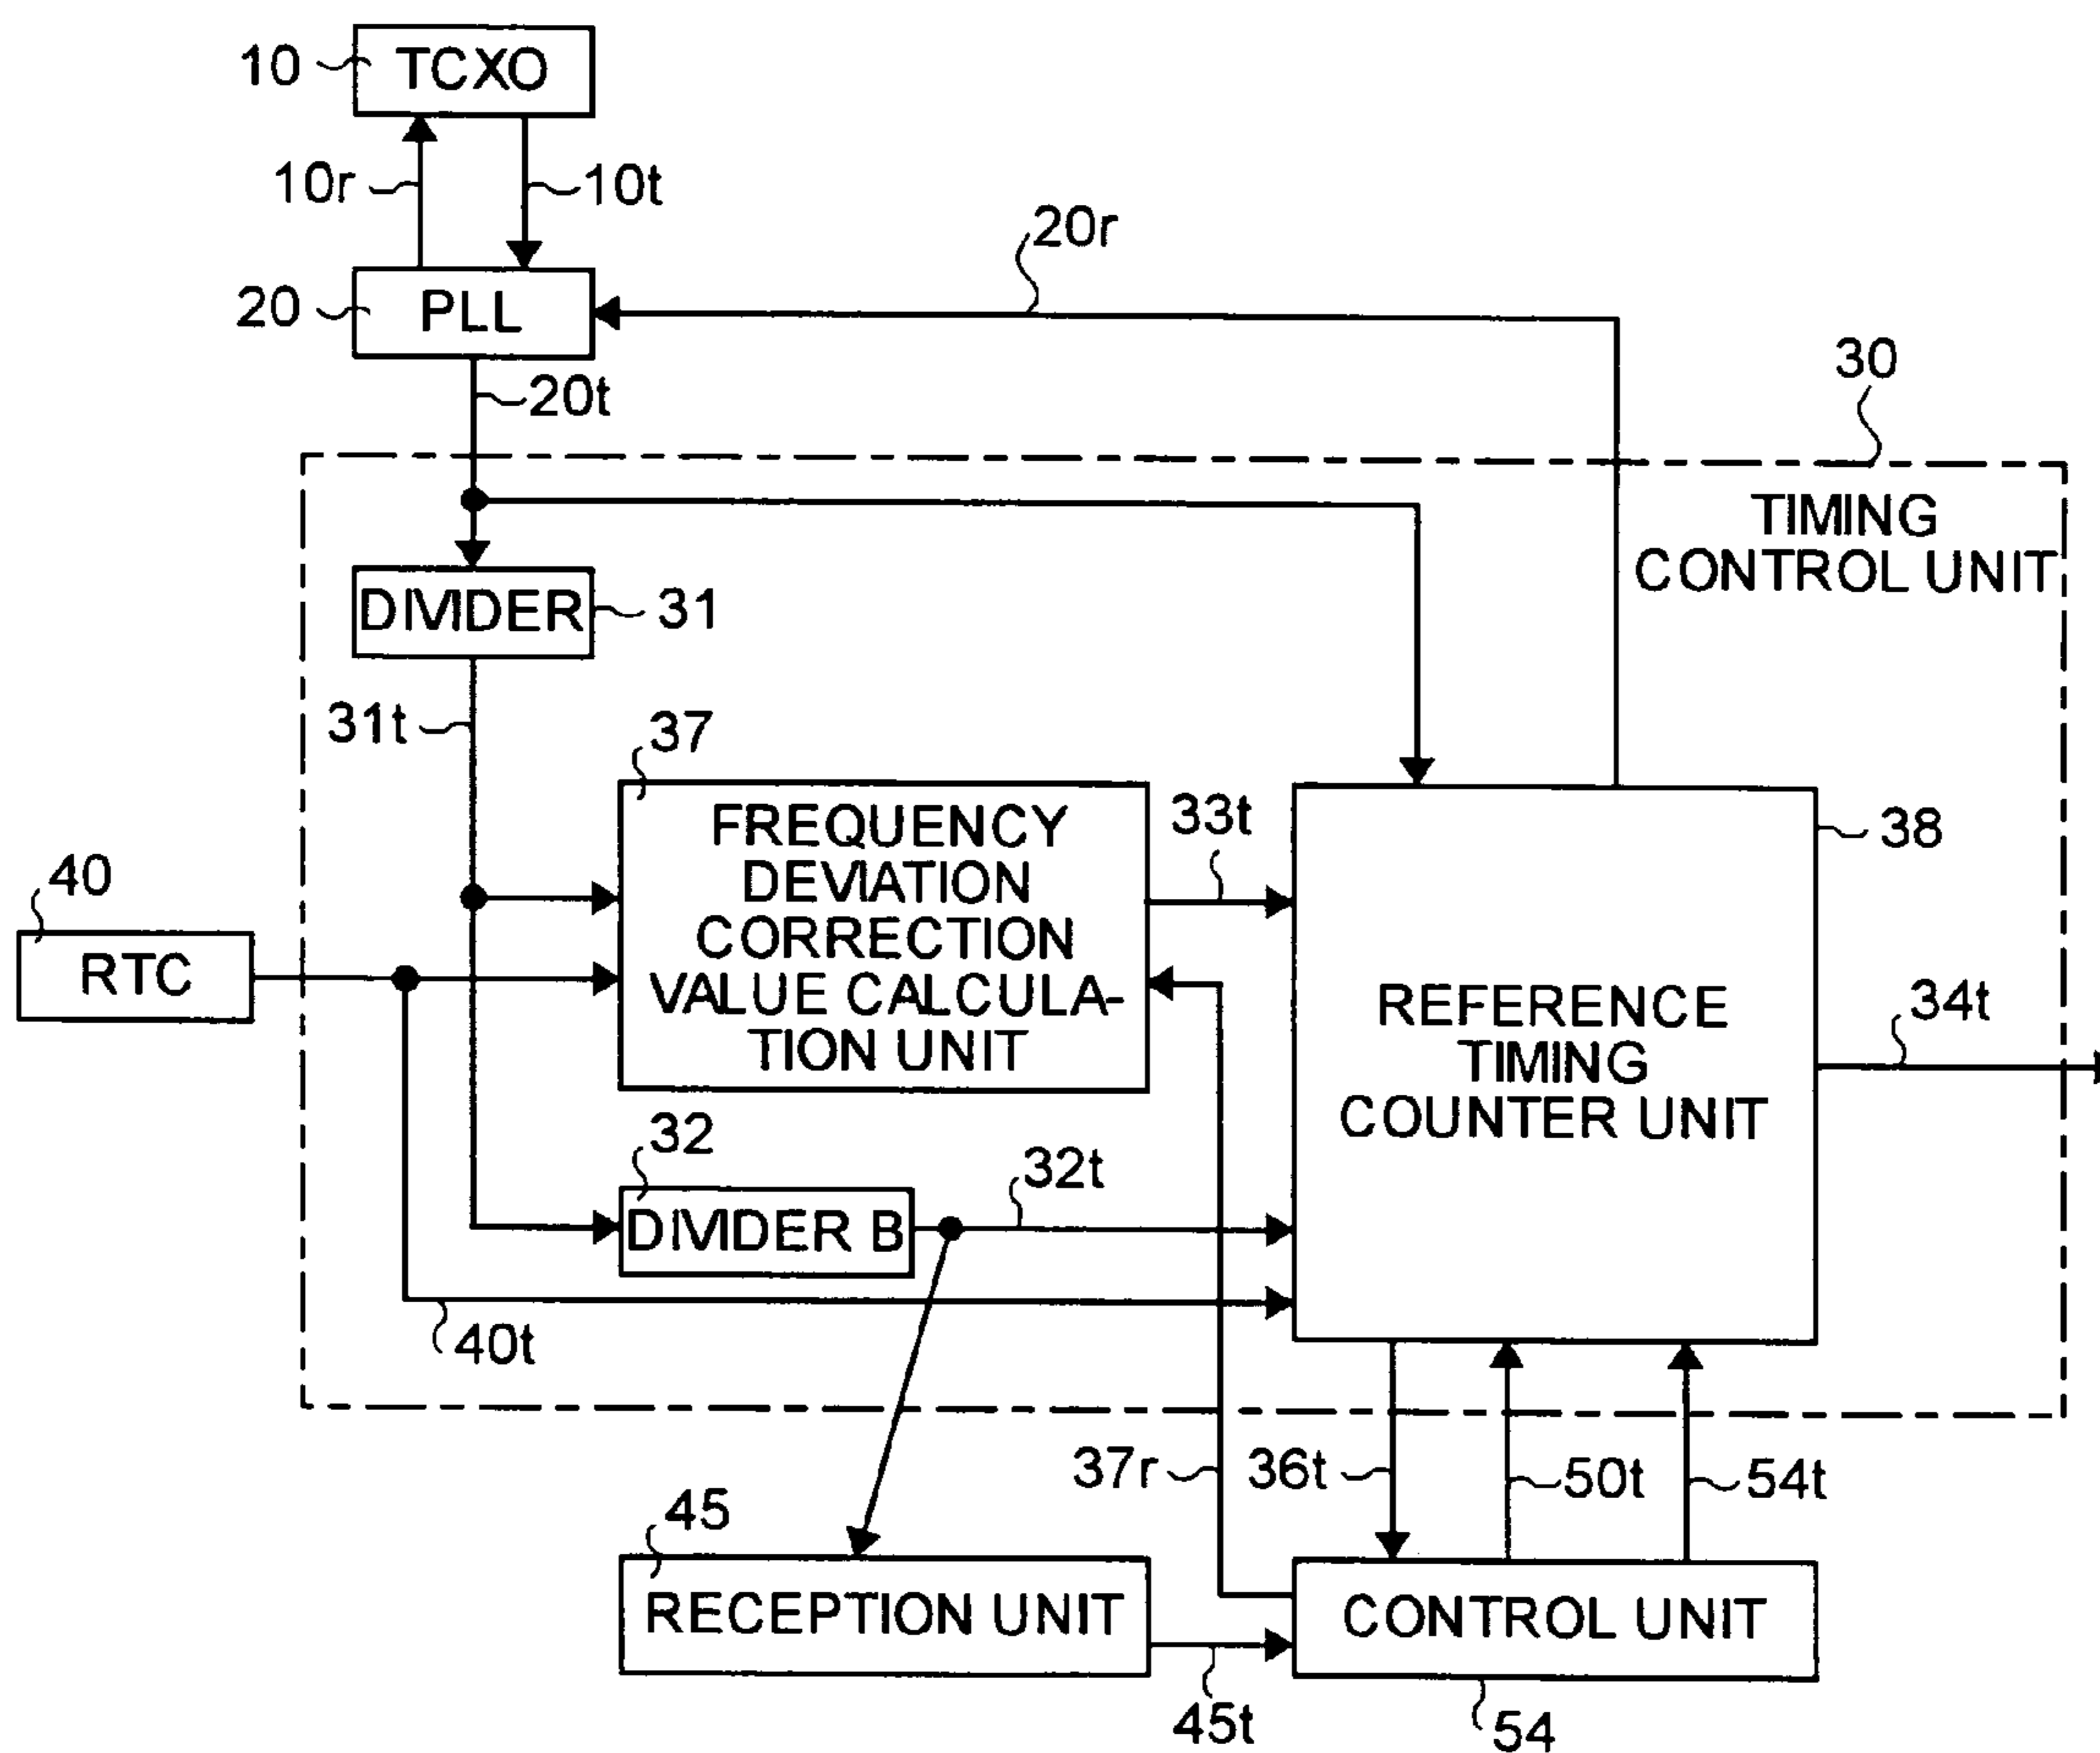 10
TCXO
10r
10t
20
PLL
20r
20t
30
TIMING
CONTROL UNIT
DIVIDER
31
31t
37
FREQUENCY
DEVIATION
CORRECTION
VALUE CALCULA-
TION UNIT
33t
38
40
RTC
REFERENCE
TIMING
COUNTER UNIT
34t
32
DIVIDER B
32t
40t
37r
36t
50t
54t
45
RECEPTION UNIT
CONTROL UNIT
45t
54